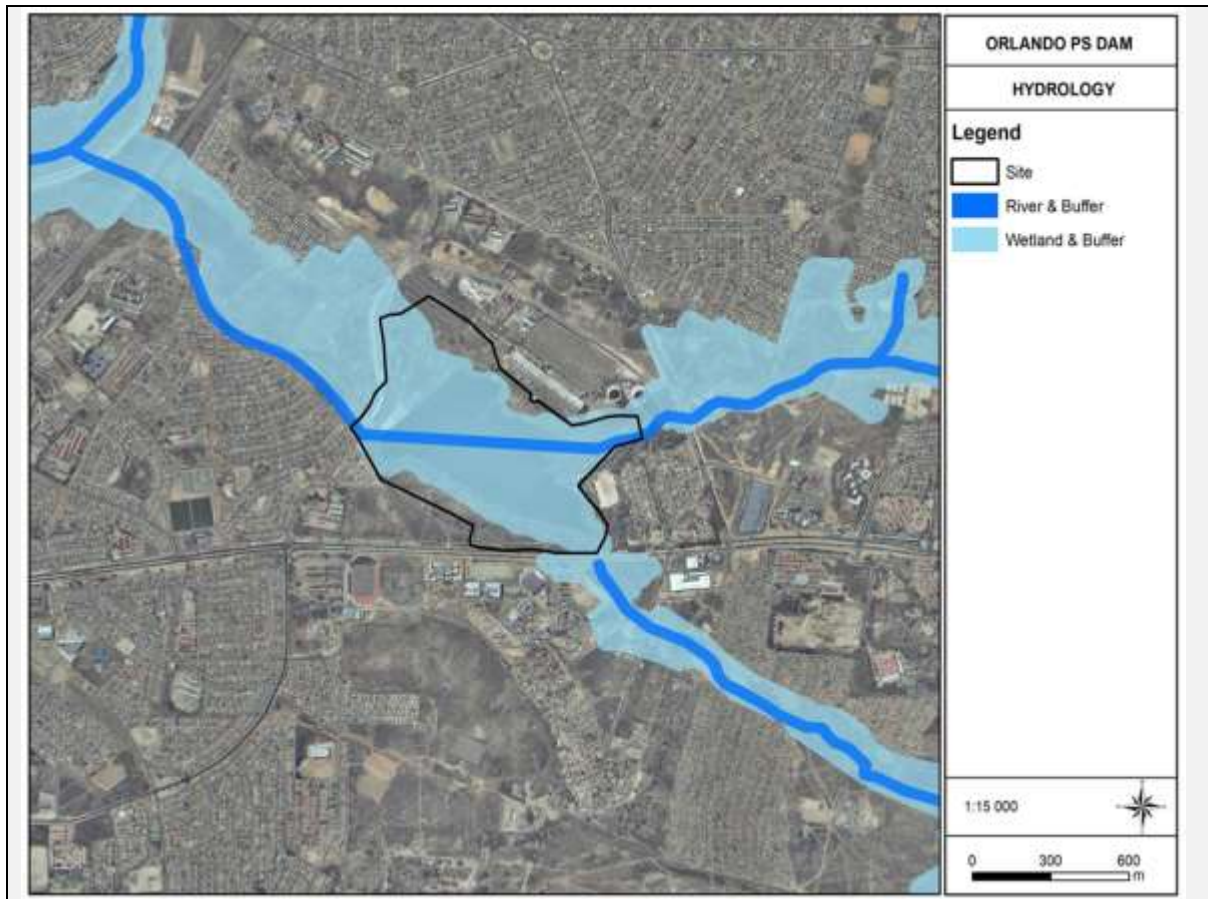 ORLANDO PS DAM
HYDROLOGY
Legend
Site
River & Buffer
Wetland & Buffer
1:15 000
0 300 600
m